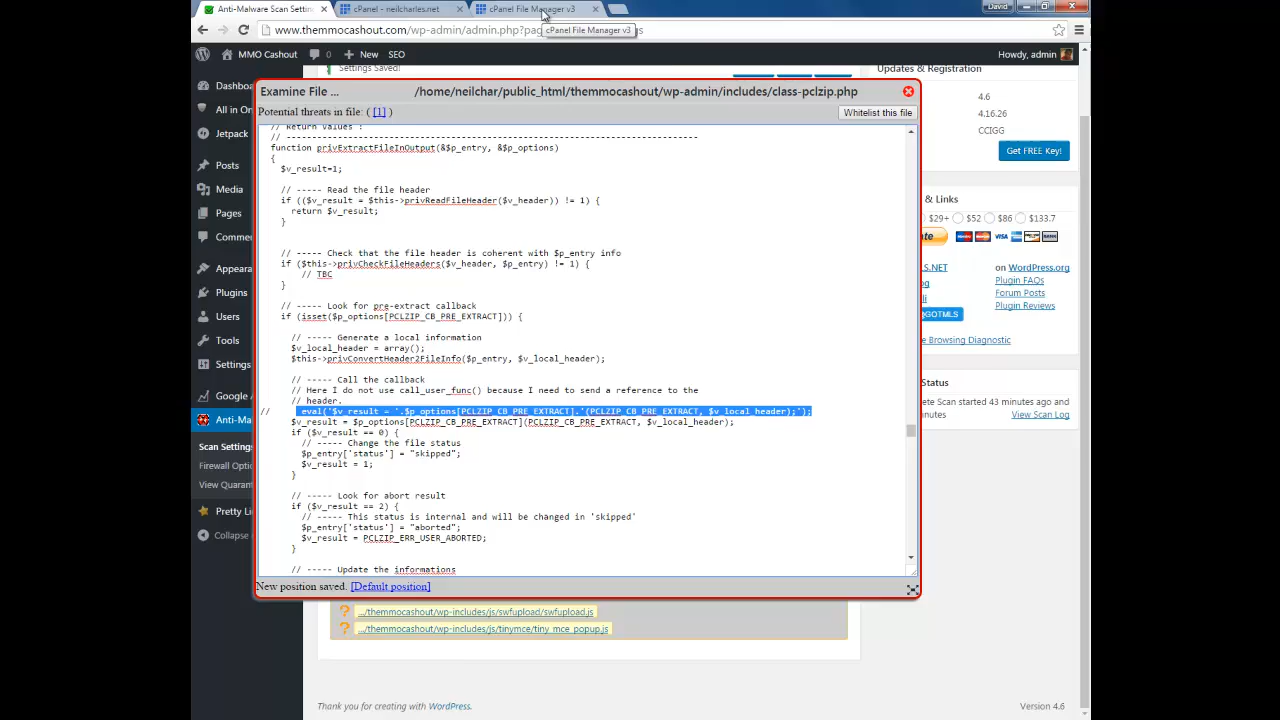 Anti-Malware Scan Settin
cPanel - neilcharles.net
cPanel File Manager v3
David
www.themmocashout.com/wp-admin/admin.php?pag
cPanel File Manager v3
MMO Cashout
0
New
SEO
Howdy, admin
Settings Saved!
Updates & Registration
Examine File ...
/home/neilchar/public_html/themmocashout/wp-admin/includes/class-pclzip.php
Potential threats in file: ( [1] )
Whitelist this file
// Return Values :
// --------------------------------------------------------------------------------
function privExtractFileInOutput(&$p_entry, &$p_options)
{
$v_result=1;
// ----- Read the file header
if (($v_result = $this->privReadFileHeader($v_header)) != 1) {
return $v_result;
}
// ----- Check that the file header is coherent with $p_entry info
if ($this->privCheckFileHeaders($v_header, $p_entry) != 1) {
// TBC
}
// ----- Look for pre-extract callback
if (isset($p_options[PCLZIP_CB_PRE_EXTRACT])) {
// ----- Generate a local information
$v_local_header = array();
$this->privConvertHeader2FileInfo($p_entry, $v_local_header);
// ----- Call the callback
// Here I do not use call_user_func() because I need to send a reference to the
// header.
// eval('$v_result = '.$p_options[PCLZIP_CB_PRE_EXTRACT].'(PCLZIP_CB_PRE_EXTRACT, $v_local_header);');
$v_result = $p_options[PCLZIP_CB_PRE_EXTRACT](PCLZIP_CB_PRE_EXTRACT, $v_local_header);
if ($v_result == 0) {
// ----- Change the file status
$p_entry['status'] = "skipped";
$v_result = 1;
}
// ----- Look for abort result
if ($v_result == 2) {
// ----- This status is internal and will be changed in 'skipped'
$p_entry['status'] = "aborted";
$v_result = PCLZIP_ERR_USER_ABORTED;
}
// ----- Update the informations
New position saved. [Default position]
Dashboa
All in On
Jetpack
Posts
Media
Pages
Comme
Appeara
Plugins
Users
Tools
Settings
Google A
Anti-Ma
Scan Settings
Firewall Optio
View Quaranti
Pretty Li
Collapse
4.6
4.16.26
CCIGG
Get FREE Key!
& Links
$29+ $52 $86 $133.7
S.NET
on WordPress.org
Plugin FAQs
Forum Posts
Plugin Reviews
GOTMLS
e Browsing Diagnostic
Status
ete Scan started 43 minutes ago and
minutes
View Scan Log
? .../themmocashout/wp-includes/js/swfupload/swfupload.js
? .../themmocashout/wp-includes/js/tinymce/tiny_mce_popup.js
Thank you for creating with WordPress.
Version 4.6